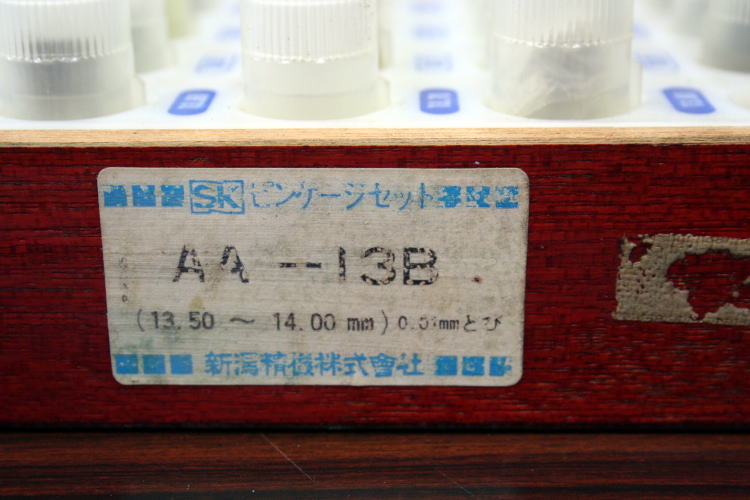 SK ピンゲージセット
AA--13B
(13.50 ～ 14.00 mm) 0.01mmとび
新潟精機株式會社